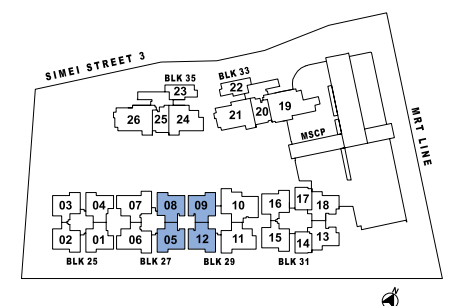 SIMEI STREET 3
BLK 35
BLK 33
23
22
26 25 24
21 20 19
MSCP
MRT LINE
03 04 07 08 09 10 16 17 18
02 01 06 05 12 11 15 14 13
BLK 25 BLK 27 BLK 29 BLK 31
N